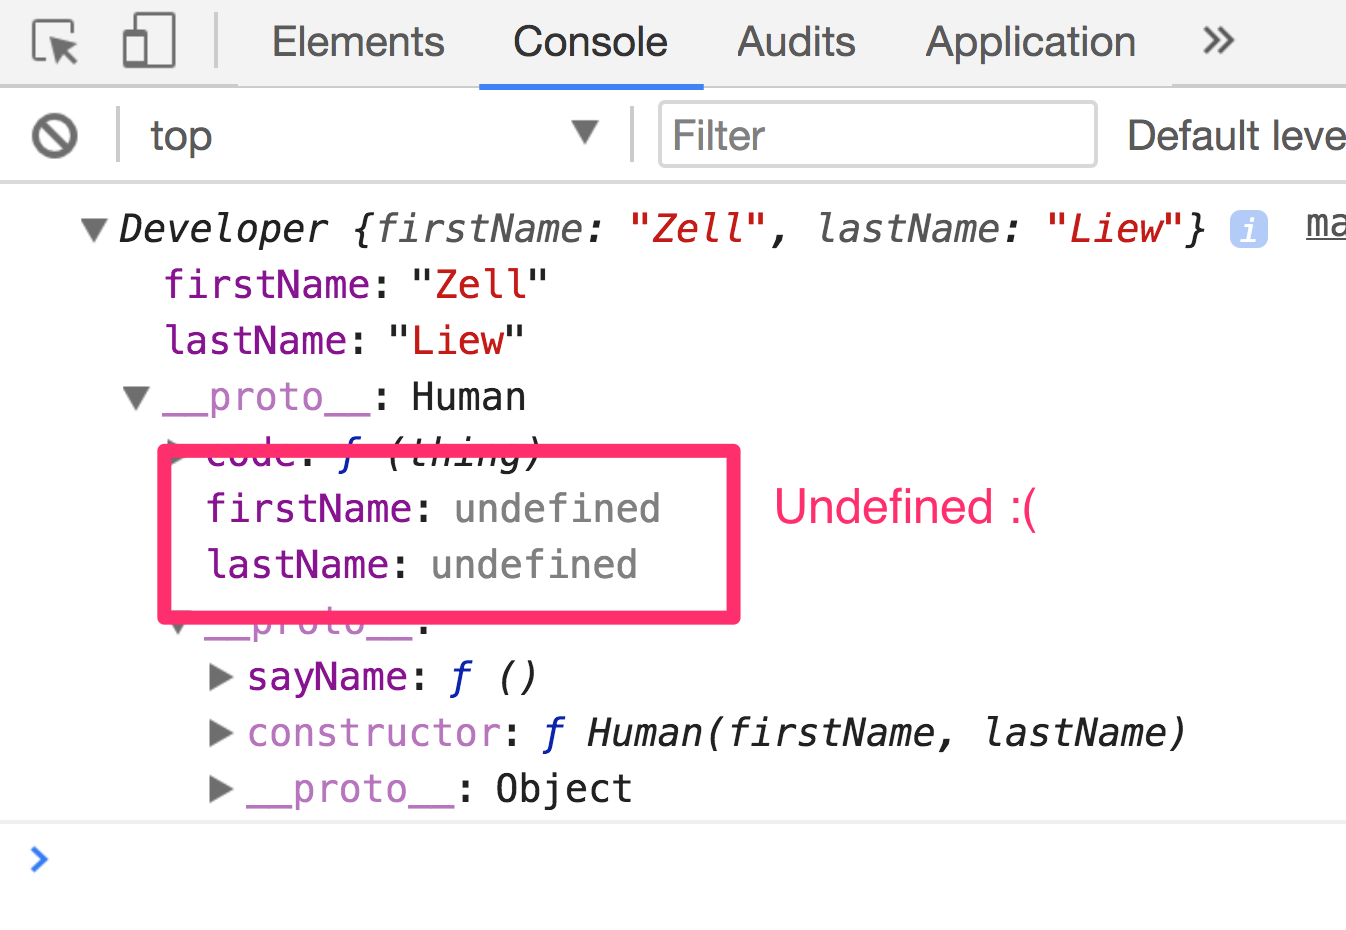 Elements Console Audits Application »
top ▼ Filter Default leve
▼ Developer {firstName: "Zell", lastName: "Liew"} i ma
firstName: "Zell"
lastName: "Liew"
▼ __proto__: Human
▶ code: ƒ (thing)
firstName: undefined
Undefined :(
lastName: undefined
▼ __proto__:
▶ sayName: ƒ ()
▶ constructor: ƒ Human(firstName, lastName)
▶ __proto__: Object